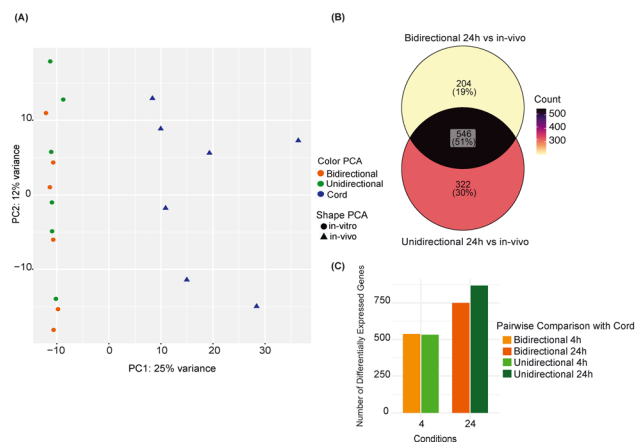 (A)
10.
0
−10.
PC2: 12% variance
−10
0
10
20
30
PC1: 25% variance
Color PCA
Bidirectional
Unidirectional
Cord
Shape PCA
in-vitro
in-vivo
(B)
Bidirectional 24h vs in-vivo
204
(19%)
546
(51%)
322
(30%)
Unidirectional 24h vs in-vivo
Count
500
400
300
(C)
Number of Differentially Expressed Genes
750
500
250
0
4
24
Conditions
Pairwise Comparison with Cord
Bidirectional 4h
Bidirectional 24h
Unidirectional 4h
Unidirectional 24h